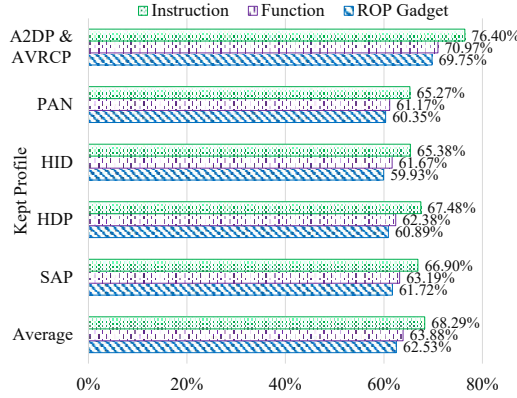 Instruction Function ROP Gadget
A2DP &
AVRCP
76.40%
70.97%
69.75%
PAN
65.27%
61.17%
60.35%
HID
65.38%
61.67%
59.93%
HDP
67.48%
62.38%
60.89%
SAP
66.90%
63.19%
61.72%
Average
68.29%
63.88%
62.53%
Kept Profile
0% 20% 40% 60% 80%